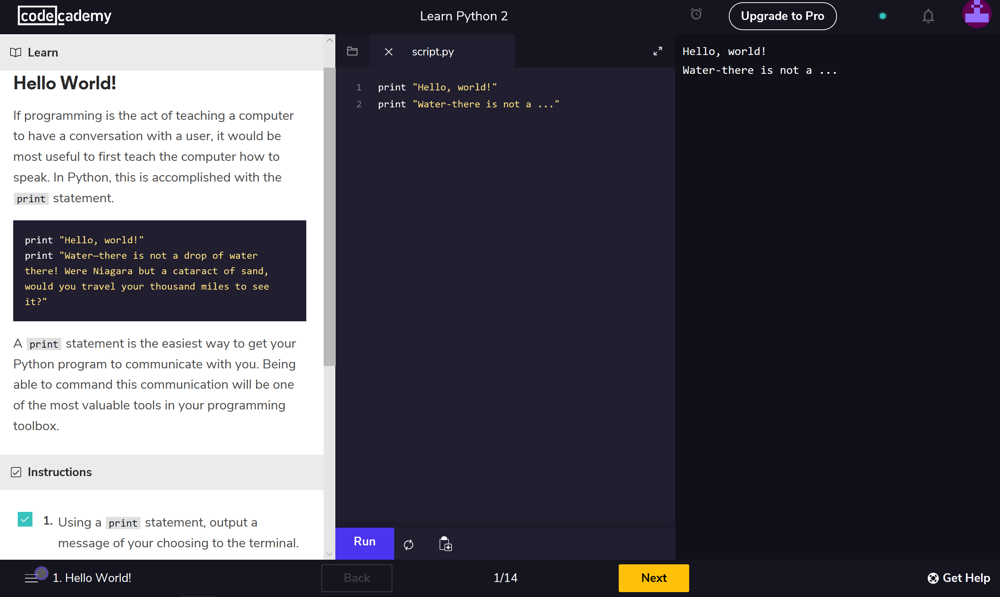 codecademy
Learn Python 2
Upgrade to Pro
Learn
Hello World!
If programming is the act of teaching a computer
to have a conversation with a user, it would be
most useful to first teach the computer how to
speak. In Python, this is accomplished with the
print statement.
print "Hello, world!"
print "Water—there is not a drop of water
there! Were Niagara but a cataract of sand,
would you travel your thousand miles to see
it?"
A print statement is the easiest way to get your
Python program to communicate with you. Being
able to command this communication will be one
of the most valuable tools in your programming
toolbox.
Instructions
1. Using a print statement, output a
message of your choosing to the terminal.
script.py
1 print "Hello, world!"
2 print "Water-there is not a ..."
Run
Hello, world!
Water-there is not a ...
1. Hello World!
Back
1/14
Next
Get Help